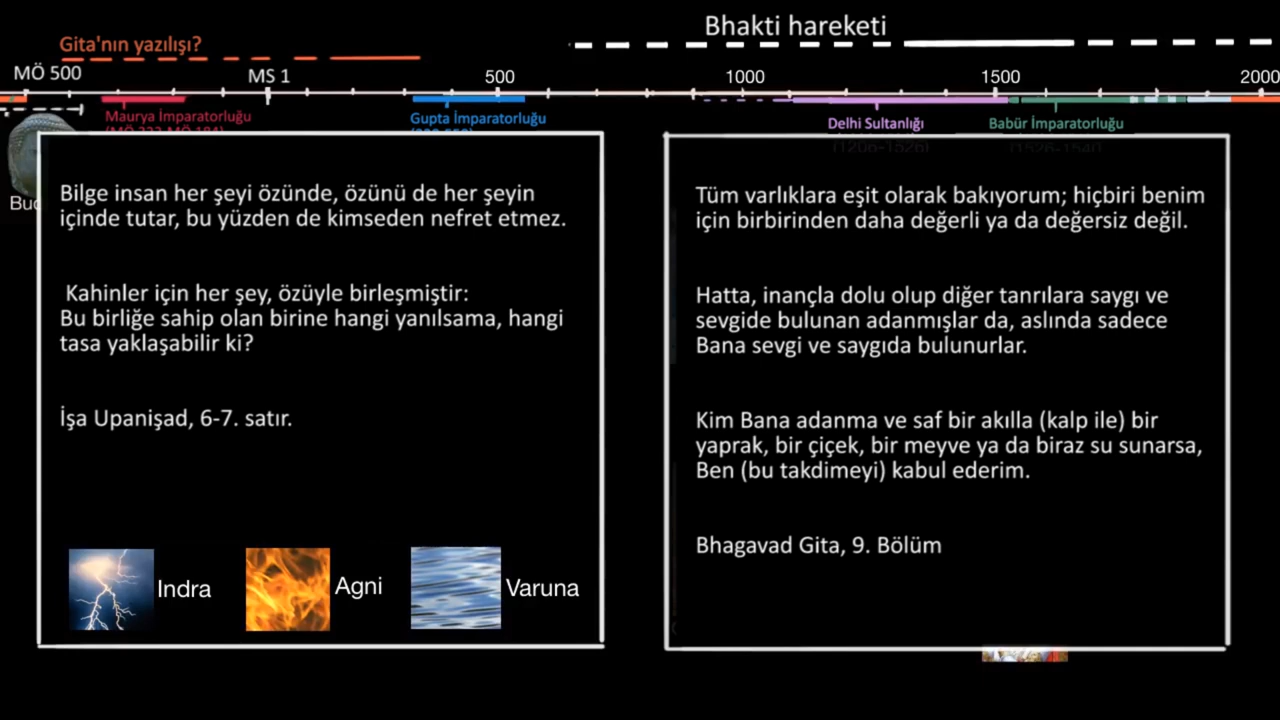 Bhakti hareketi
Gita'nın yazılışı?
MÖ 500
MS 1
500
1000
1500
2000
Maurya İmparatorluğu
Gupta İmparatorluğu
Delhi Sultanlığı
Babür İmparatorluğu
(1206-1526)
Bilge insan her şeyi özünde, özünü de her şeyin
içinde tutar, bu yüzden de kimseden nefret etmez.
Kahinler için her şey, özüyle birleşmiştir:
Bu birliğe sahip olan birine hangi yanılsama, hangi
tasa yaklaşabilir ki?
İşa Upanişad, 6-7. satır.
Indra
Agni
Varuna
Tüm varlıklara eşit olarak bakıyorum; hiçbiri benim
için birbirinden daha değerli ya da değersiz değil.
Hatta, inançla dolu olup diğer tanrılara saygı ve
sevgide bulunan adanmışlar da, aslında sadece
Bana sevgi ve saygıda bulunurlar.
Kim Bana adanma ve saf bir akılla (kalp ile) bir
yaprak, bir çiçek, bir meyve ya da biraz su sunarsa,
Ben (bu takdimeyi) kabul ederim.
Bhagavad Gita, 9. Bölüm